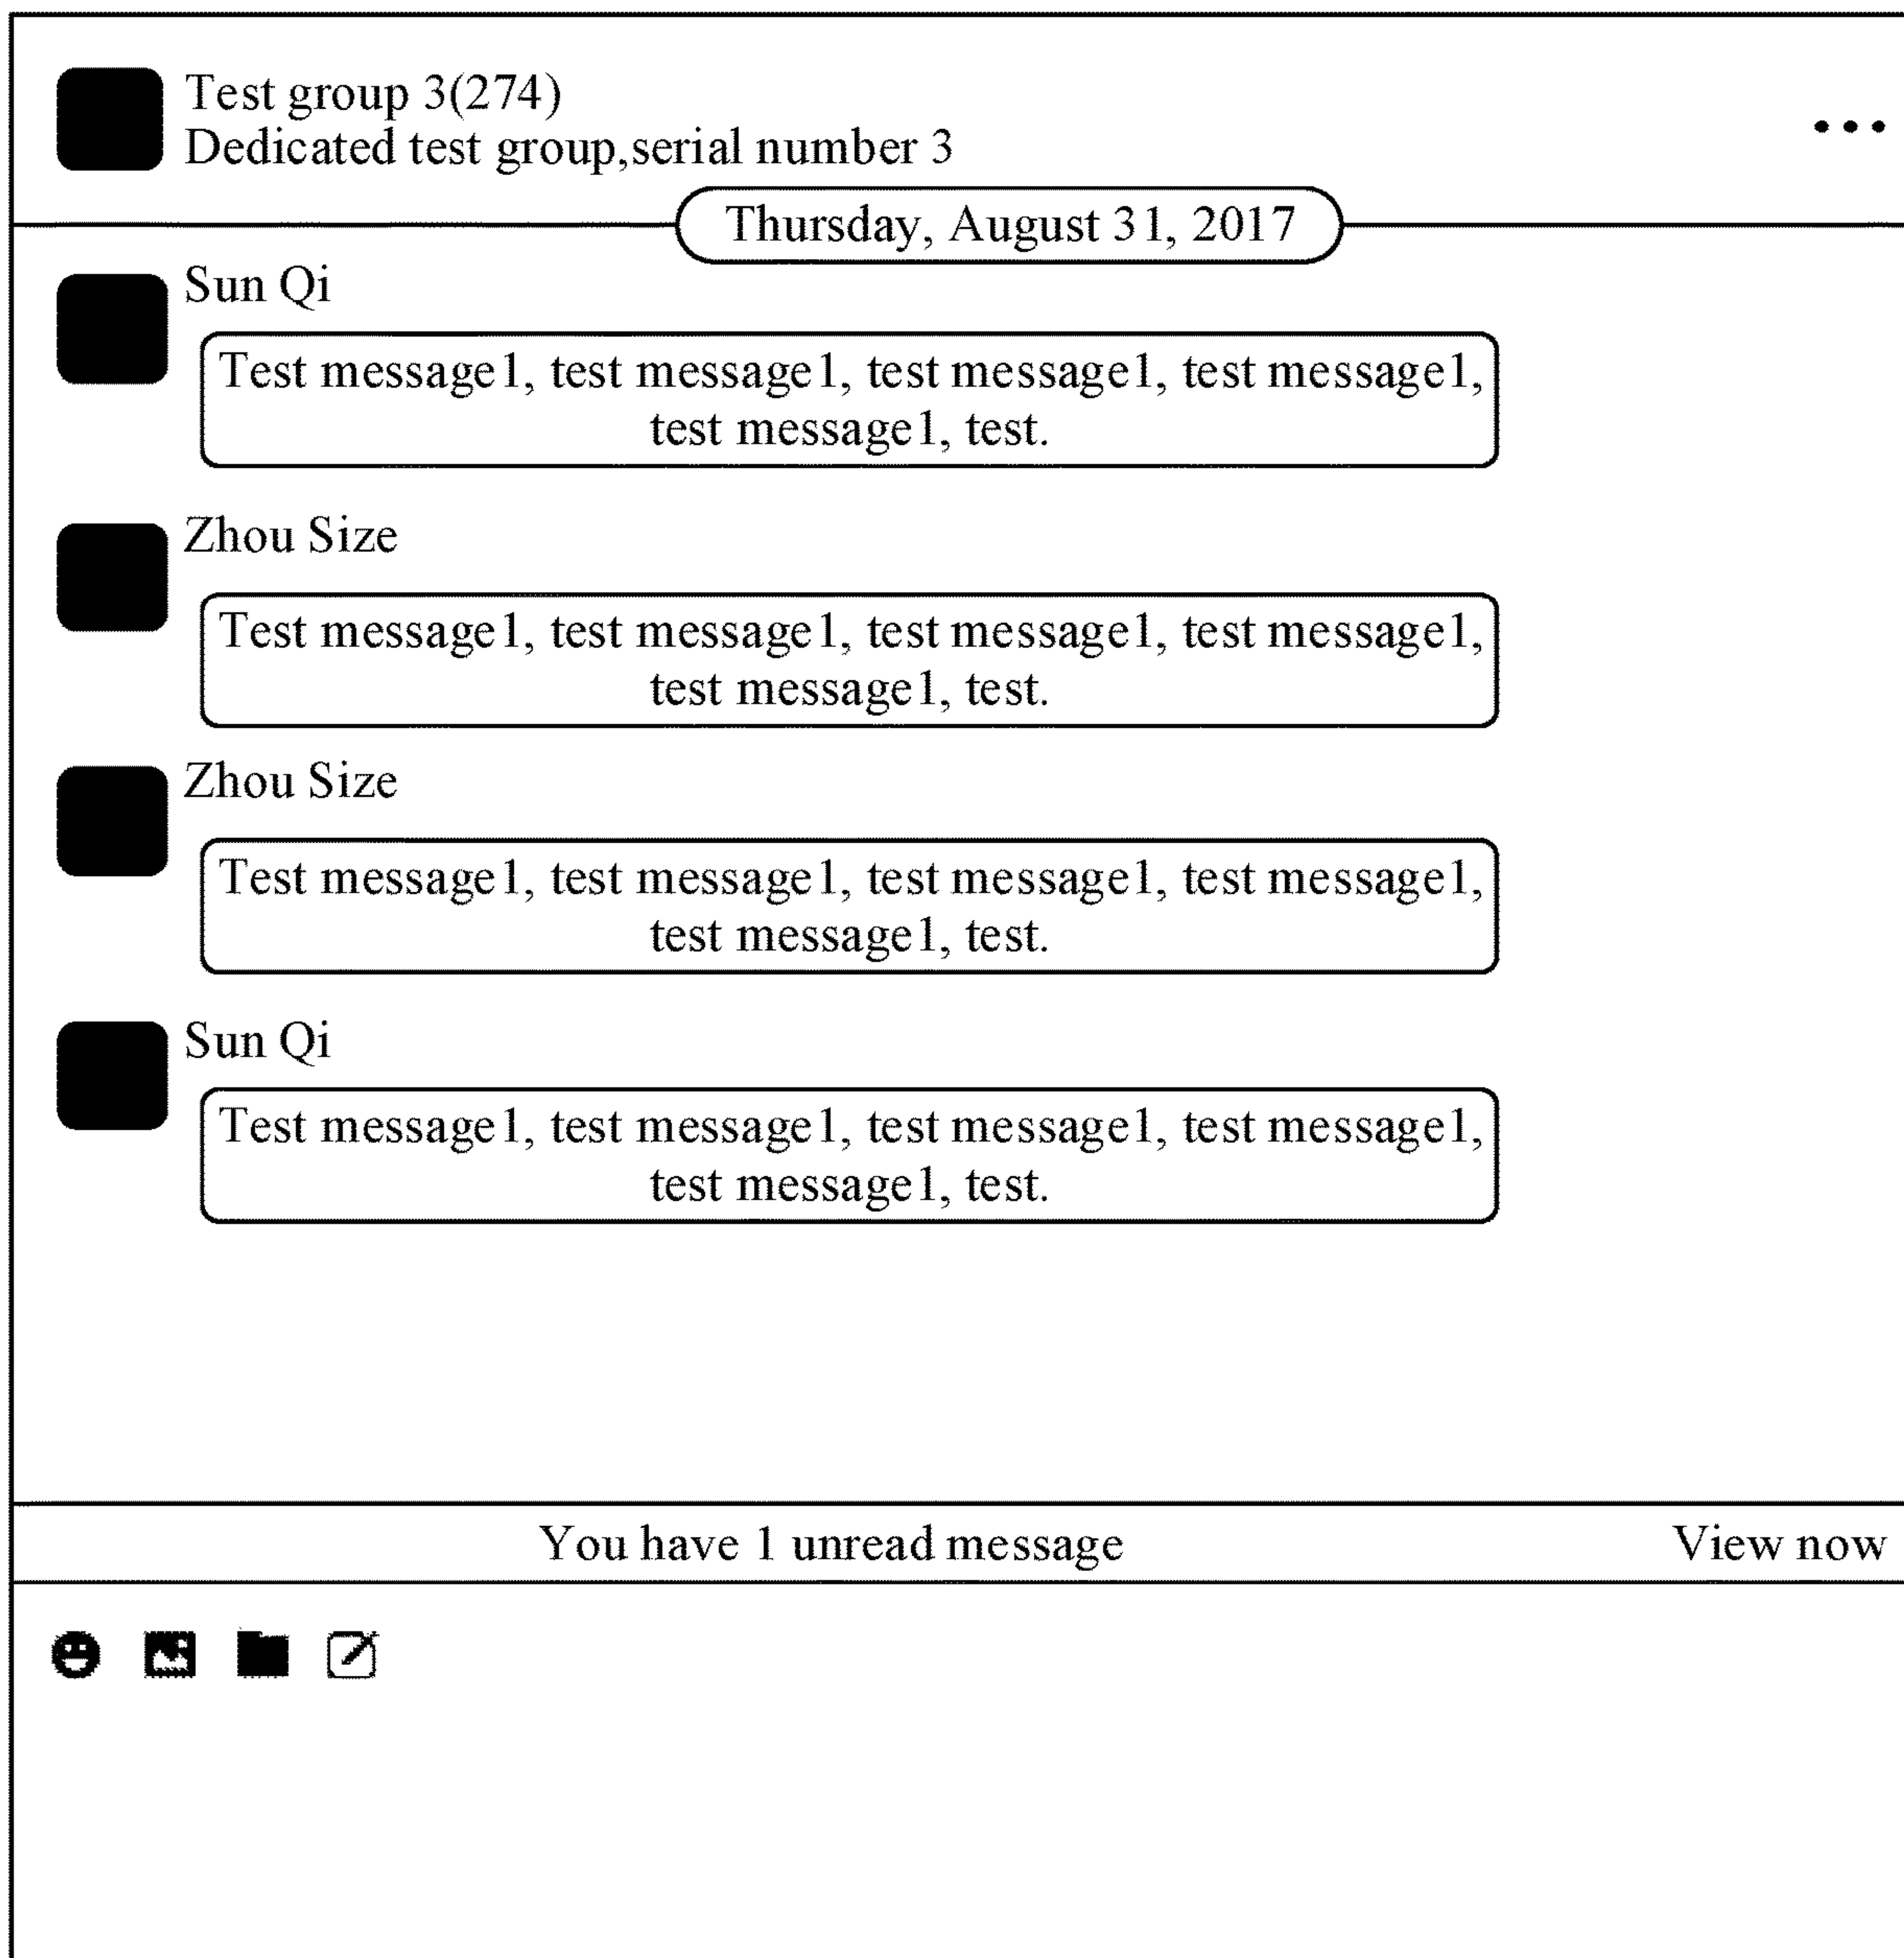 Test group 3(274)
Dedicated test group,serial number 3
Thursday, August 31, 2017
Sun Qi
Test message1, test message1, test message1, test message1,
test message1, test.
Zhou Size
Test message1, test message1, test message1, test message1,
test message1, test.
Zhou Size
Test message1, test message1, test message1, test message1,
test message1, test.
Sun Qi
Test message1, test message1, test message1, test message1,
test message1, test.
You have 1 unread message View now